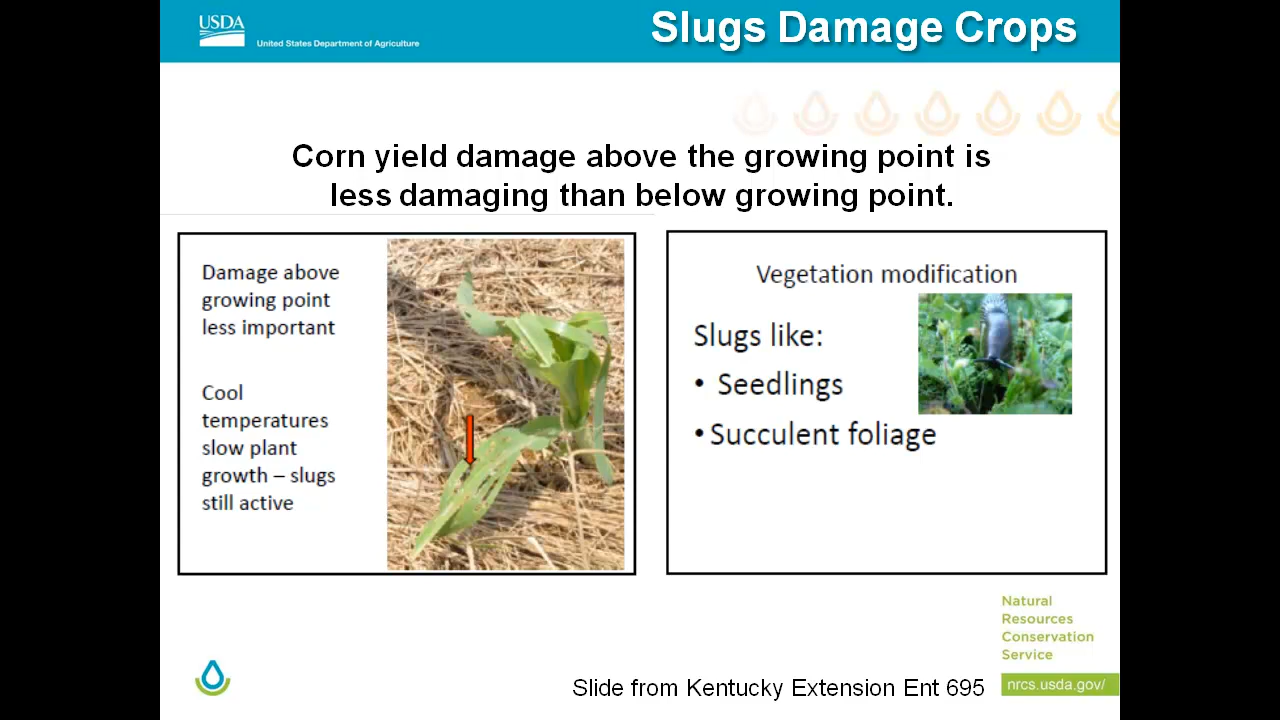 USDA
United States Department of Agriculture
Slugs Damage Crops
Corn yield damage above the growing point is
less damaging than below growing point.
Damage above
growing point
less important
Cool
temperatures
slow plant
growth – slugs
still active
Vegetation modification
Slugs like:
• Seedlings
• Succulent foliage
Natural
Resources
Conservation
Service
nrcs.usda.gov/
Slide from Kentucky Extension Ent 695